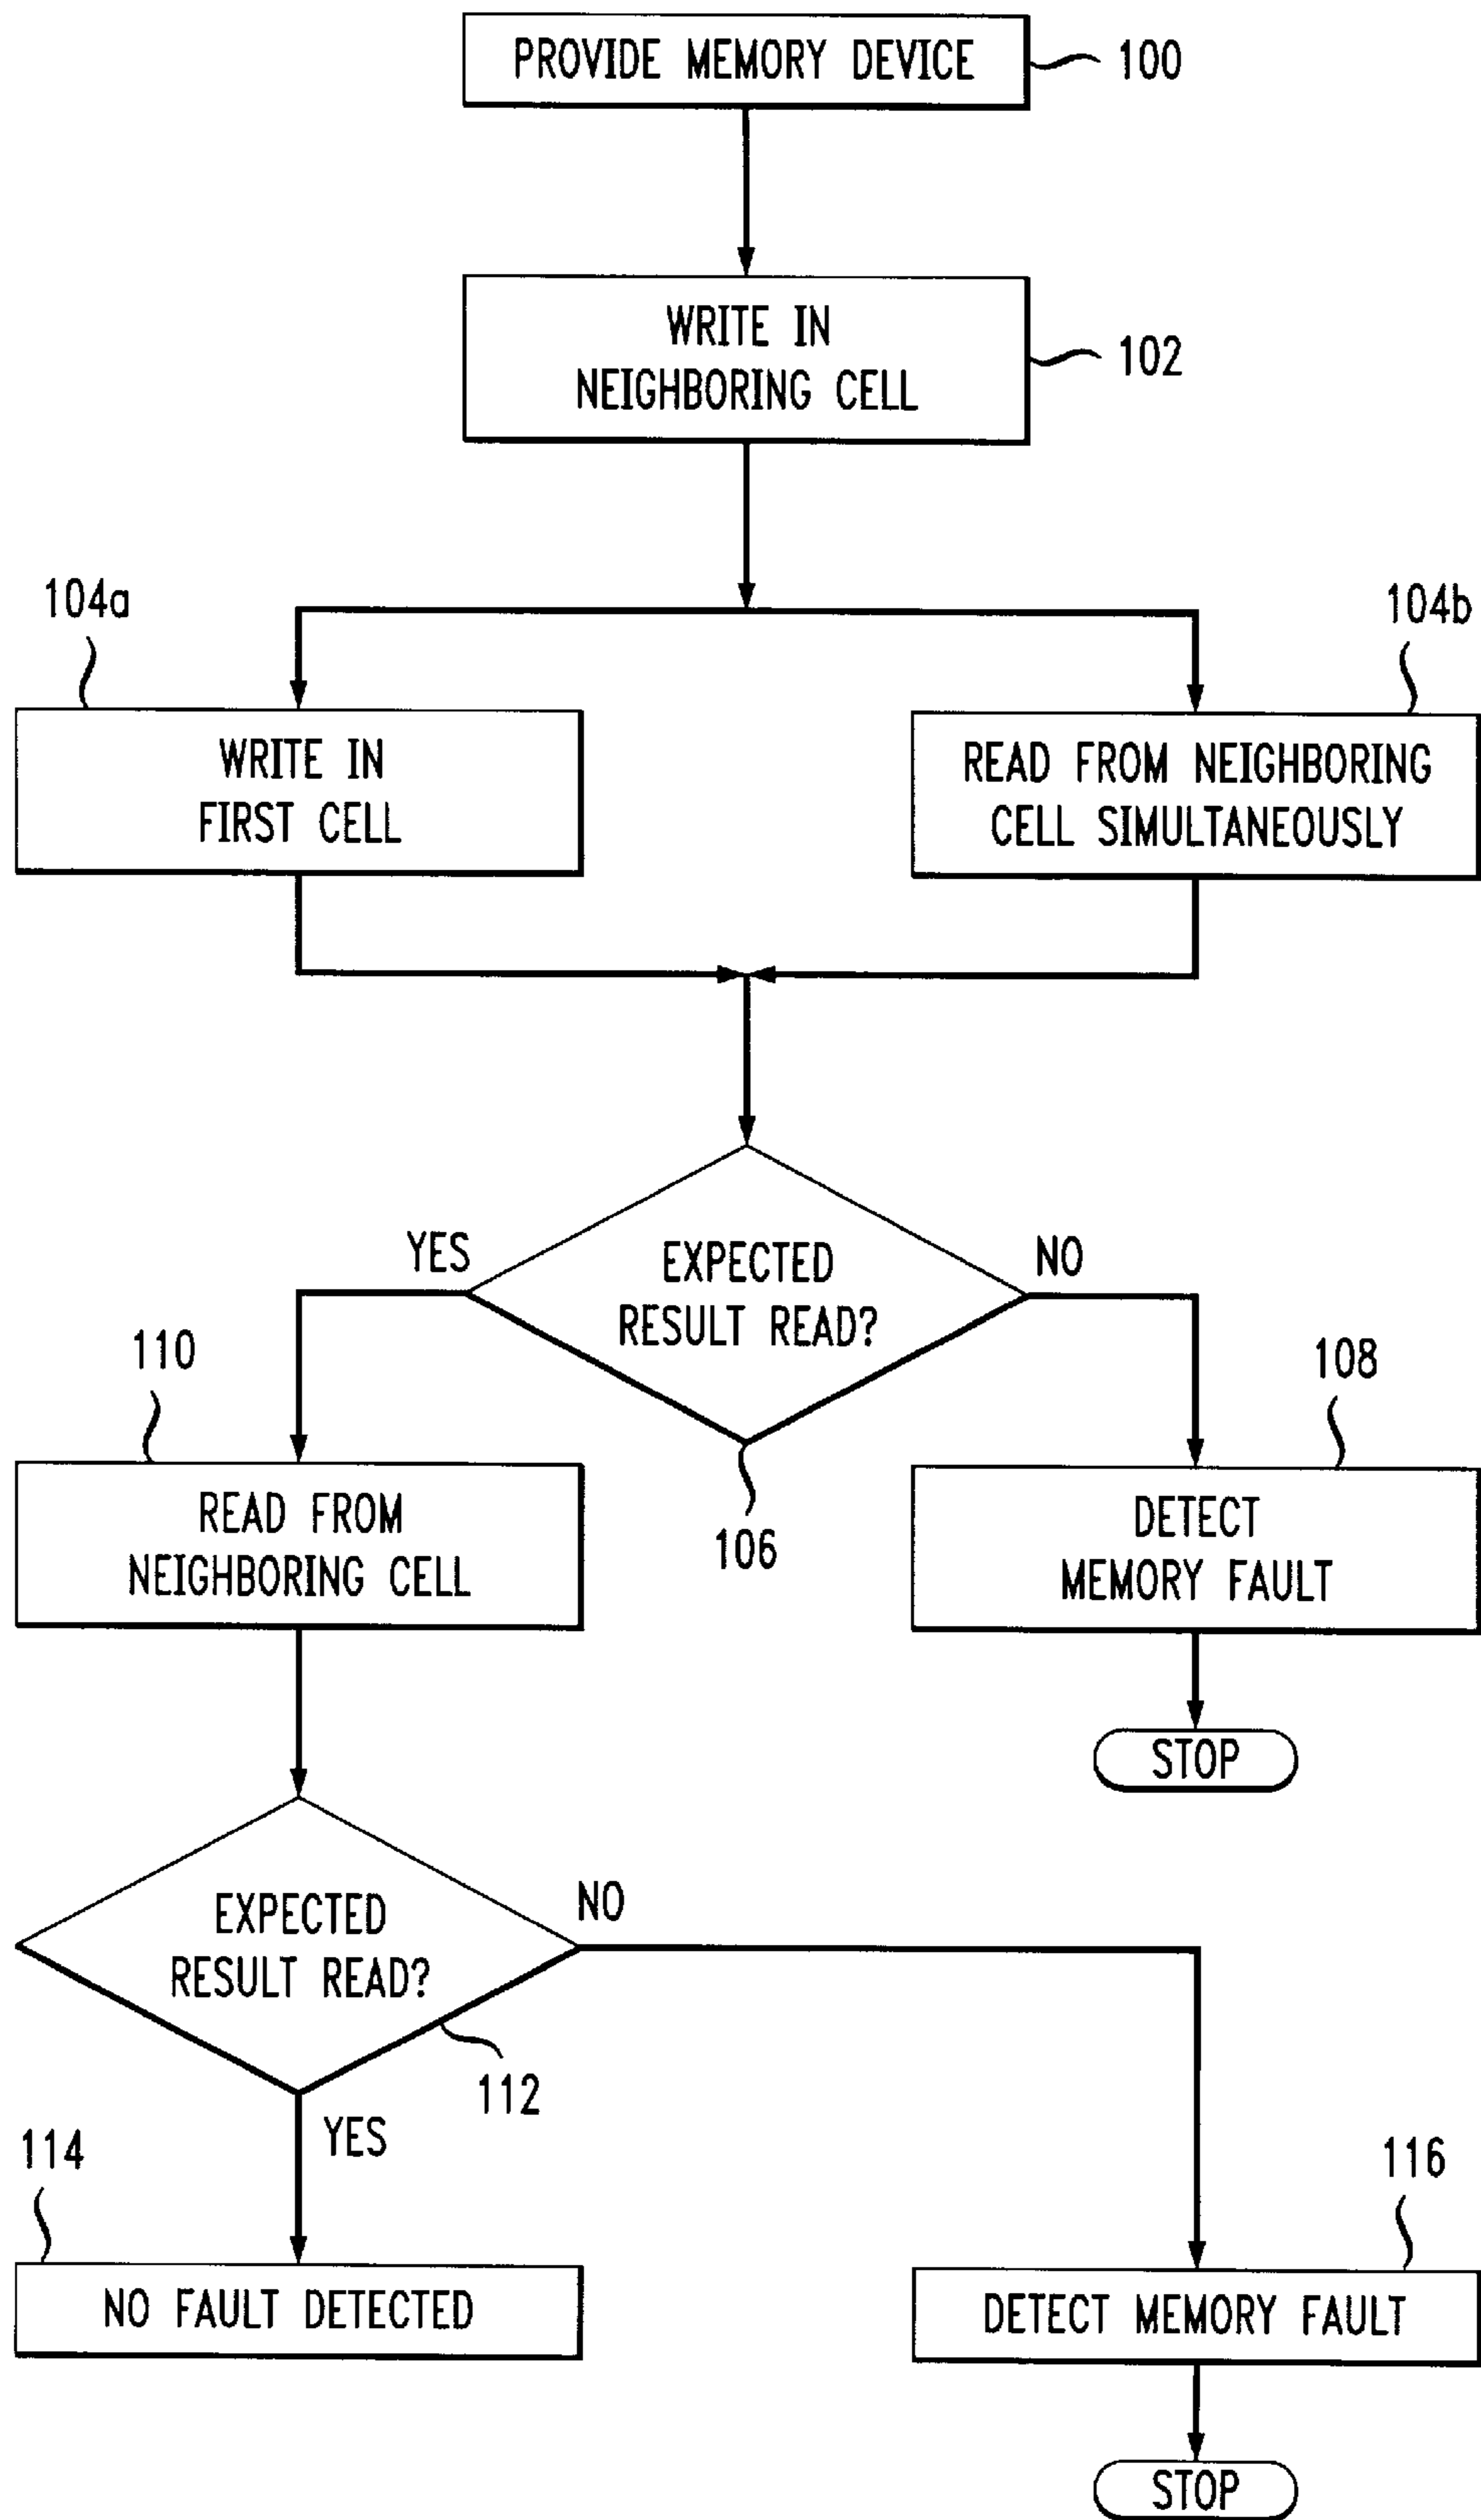 PROVIDE MEMORY DEVICE
100
WRITE IN
NEIGHBORING CELL
102
104a
104b
WRITE IN
FIRST CELL
READ FROM NEIGHBORING
CELL SIMULTANEOUSLY
YES
EXPECTED
RESULT READ?
NO
110
108
106
READ FROM
NEIGHBORING CELL
DETECT
MEMORY FAULT
STOP
EXPECTED
RESULT READ?
NO
112
YES
114
116
NO FAULT DETECTED
DETECT MEMORY FAULT
STOP